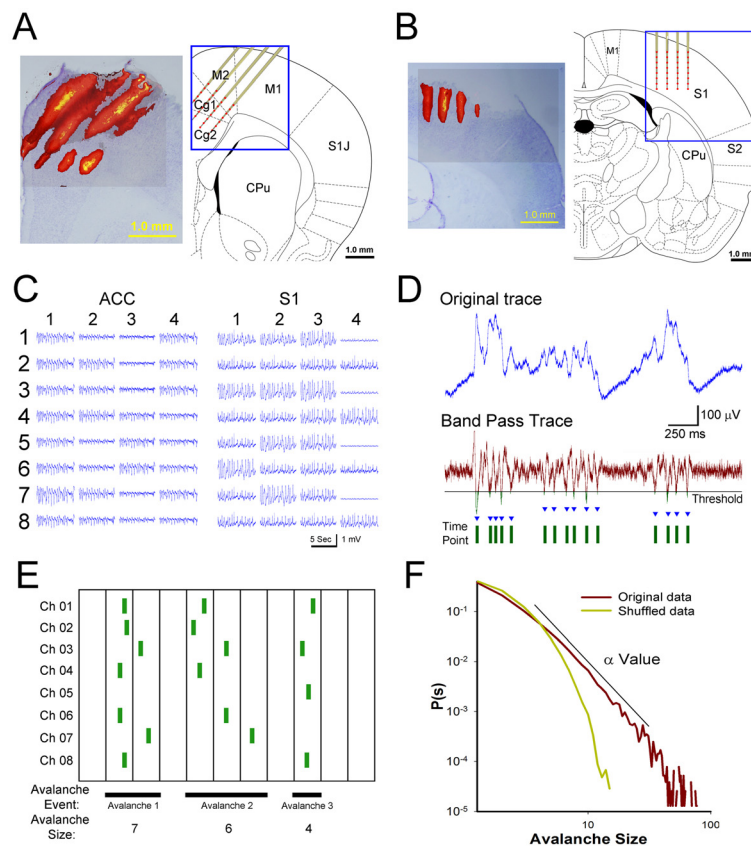 A
M2
M1
Cg1
Cg2
S1J
CPu
1.0 mm
1.0 mm
B
M1
S1
S2
CPu
1.0 mm
1.0 mm
C
ACC
S1
1 2 3 4
1 2 3 4
1
2
3
4
5
6
7
8
5 Sec
1 mV
D
Original trace
100 μV
250 ms
Band Pass Trace
Threshold
Time
Point
E
Ch 01
Ch 02
Ch 03
Ch 04
Ch 05
Ch 06
Ch 07
Ch 08
Avalanche
Event:
Avalanche 1
Avalanche 2
Avalanche 3
Avalanche
Size:
7
6
4
F
Original data
Shuffled data
α Value
P(s)
10-1
10-2
10-3
10-4
10-5
10
100
Avalanche Size